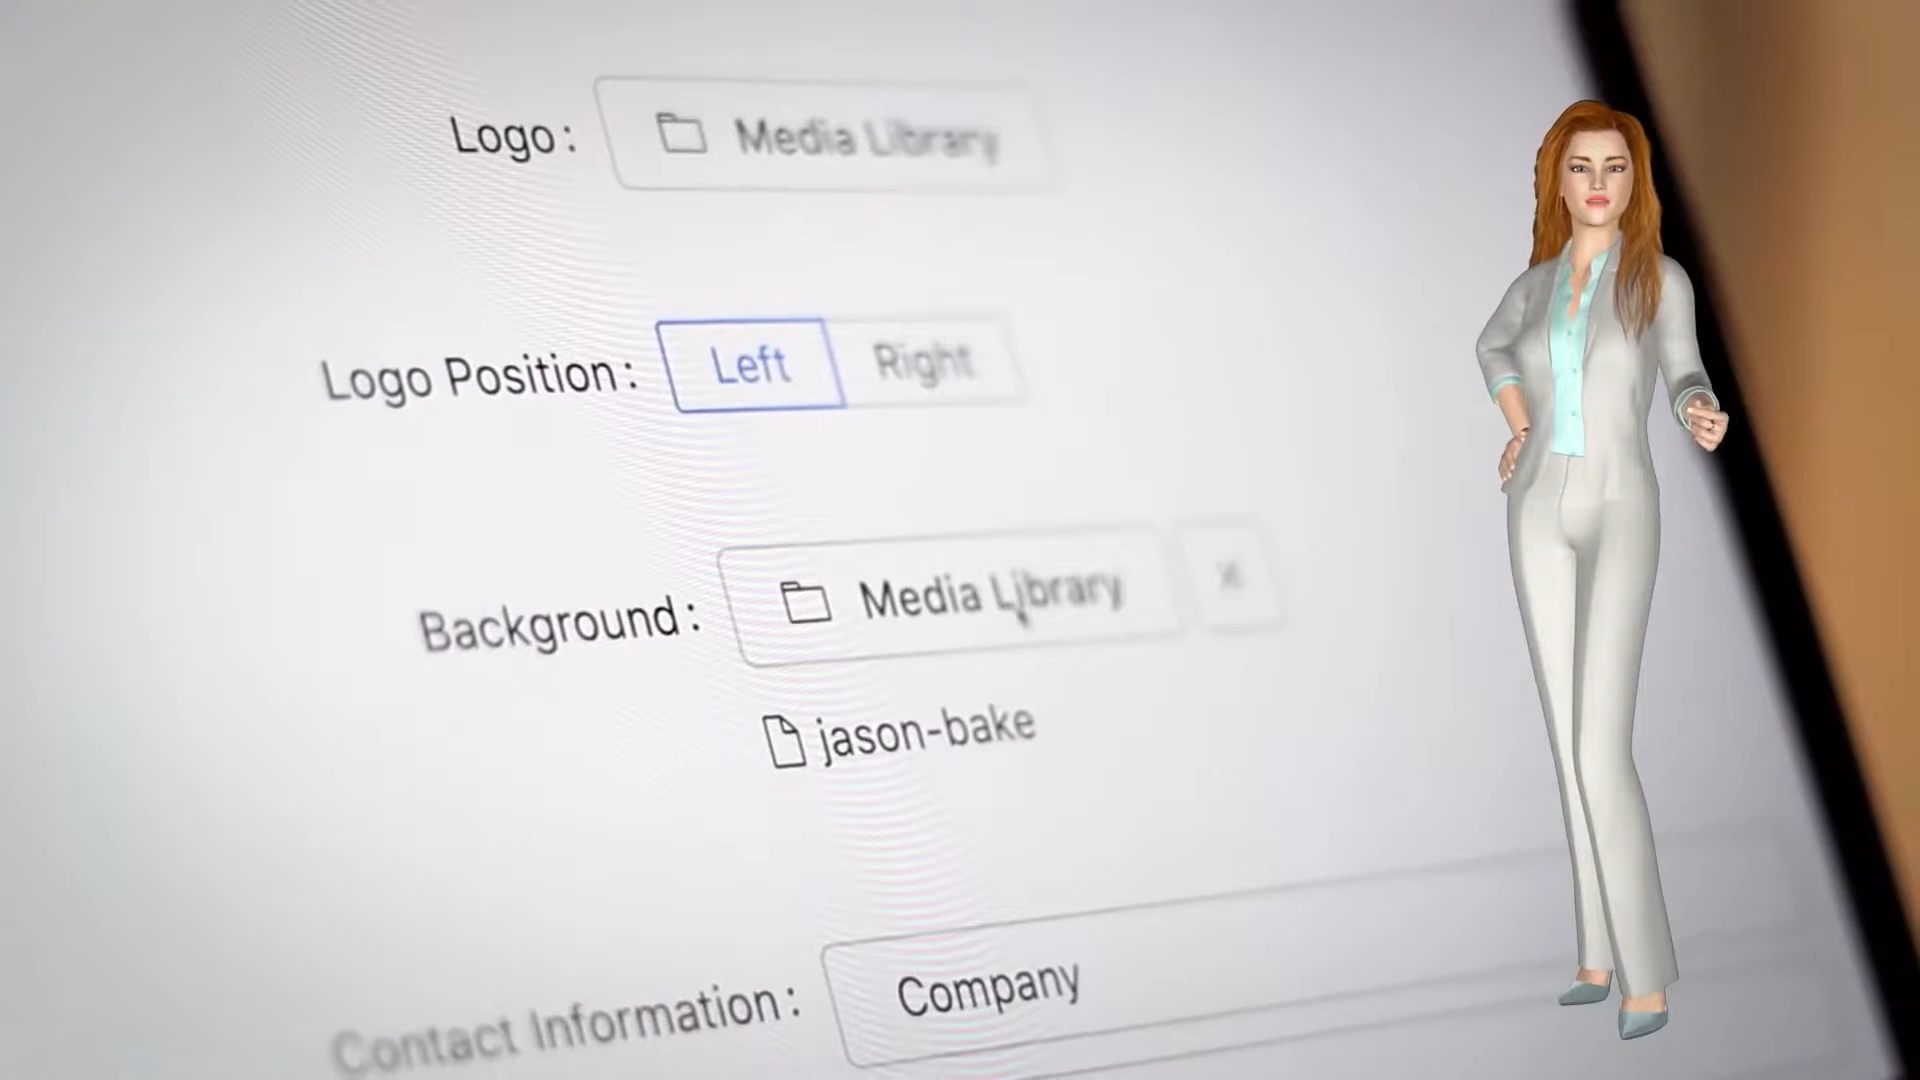 Logo: Media Library
Logo Position: Left Right
Background: Media Library
jason-bake
Contact Information: Company